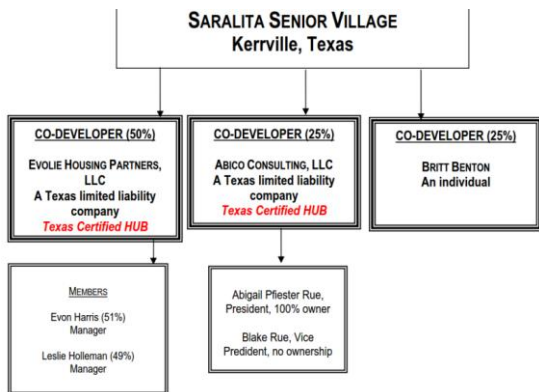 SARALITA SENIOR VILLAGE
Kerrville, Texas
CO-DEVELOPER (50%)
EVOLIE HOUSING PARTNERS,
LLC
A Texas limited liability
company
Texas Certified HUB
CO-DEVELOPER (25%)
ABICO CONSULTING, LLC
A Texas limited liability
company
Texas Certified HUB
CO-DEVELOPER (25%)
BRITT BENTON
An individual
MEMBERS
Evon Harris (51%)
Manager
Leslie Holleman (49%)
Manager
Abigail Pfiester Rue,
President, 100% owner
Blake Rue, Vice
Predident, no ownership